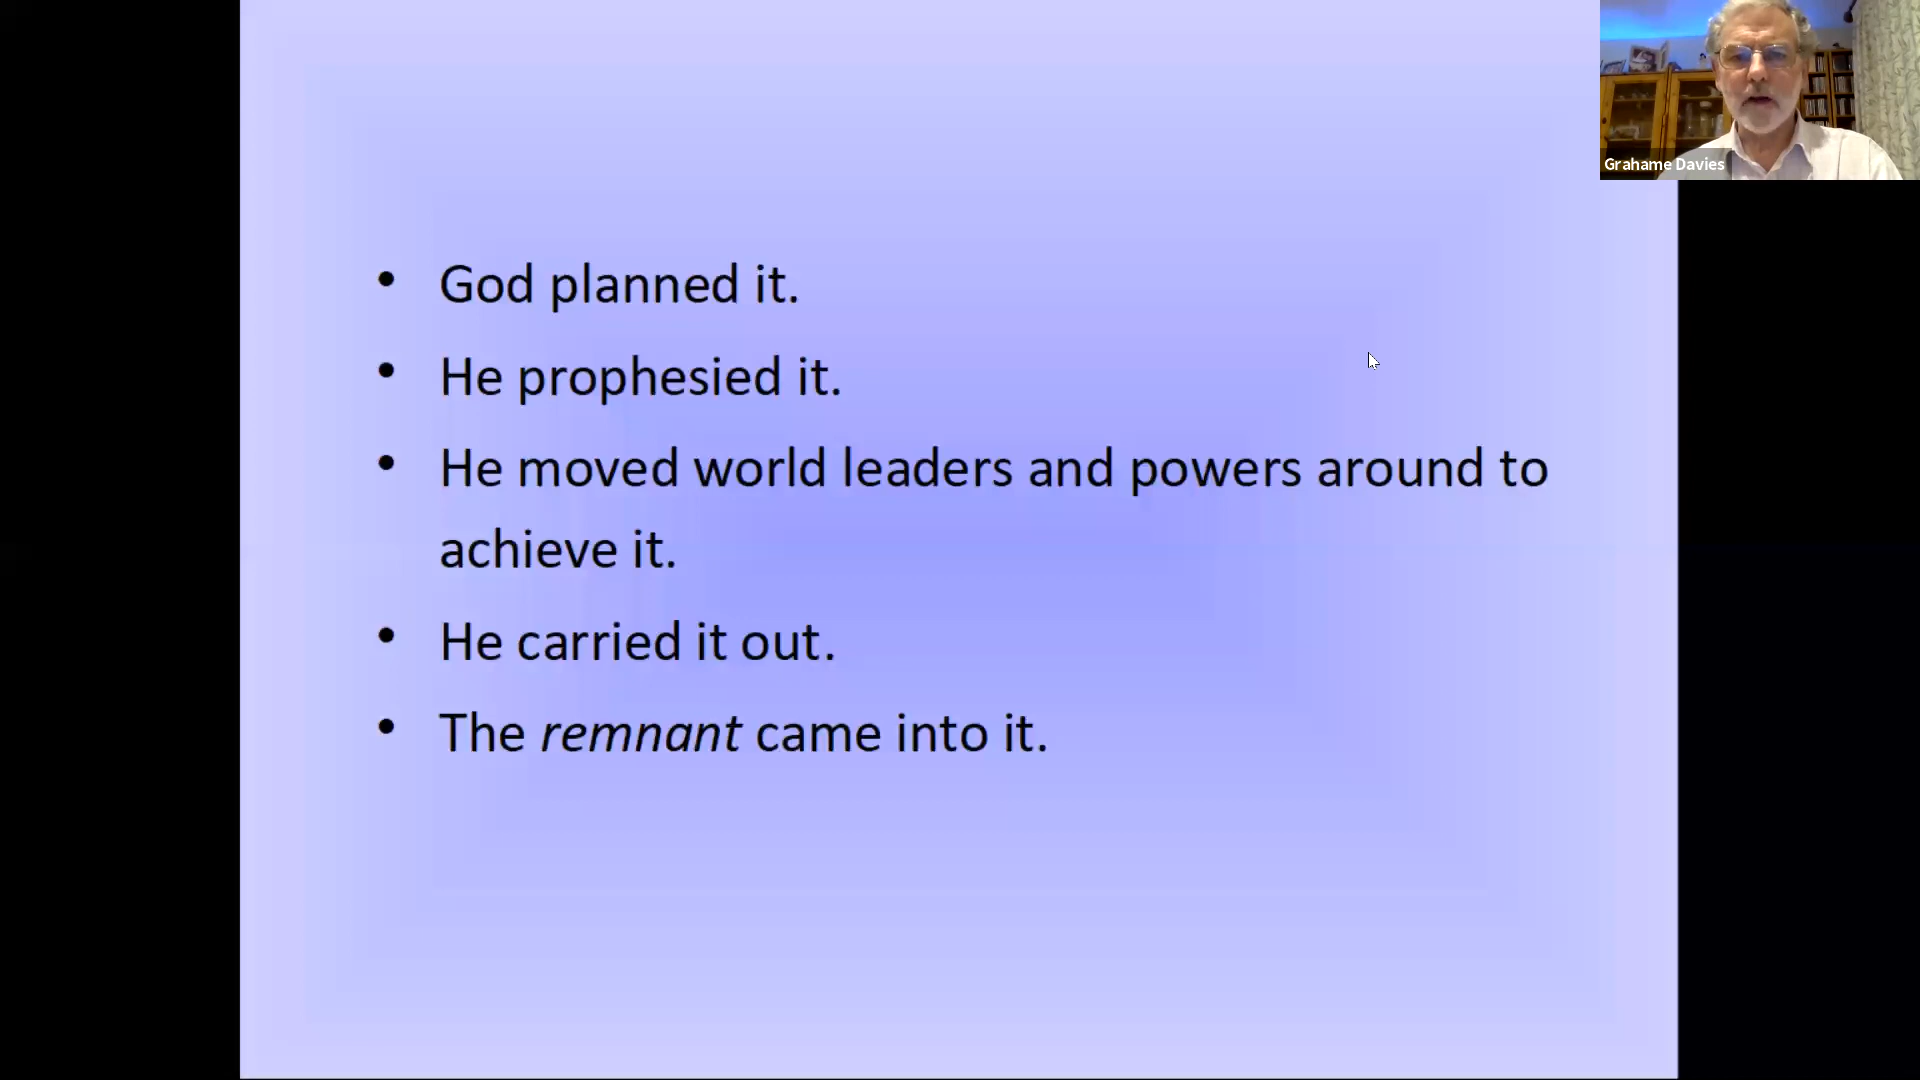 Grahame Davies
• God planned it.
• He prophesied it.
• He moved world leaders and powers around to
achieve it.
• He carried it out.
• The remnant came into it.